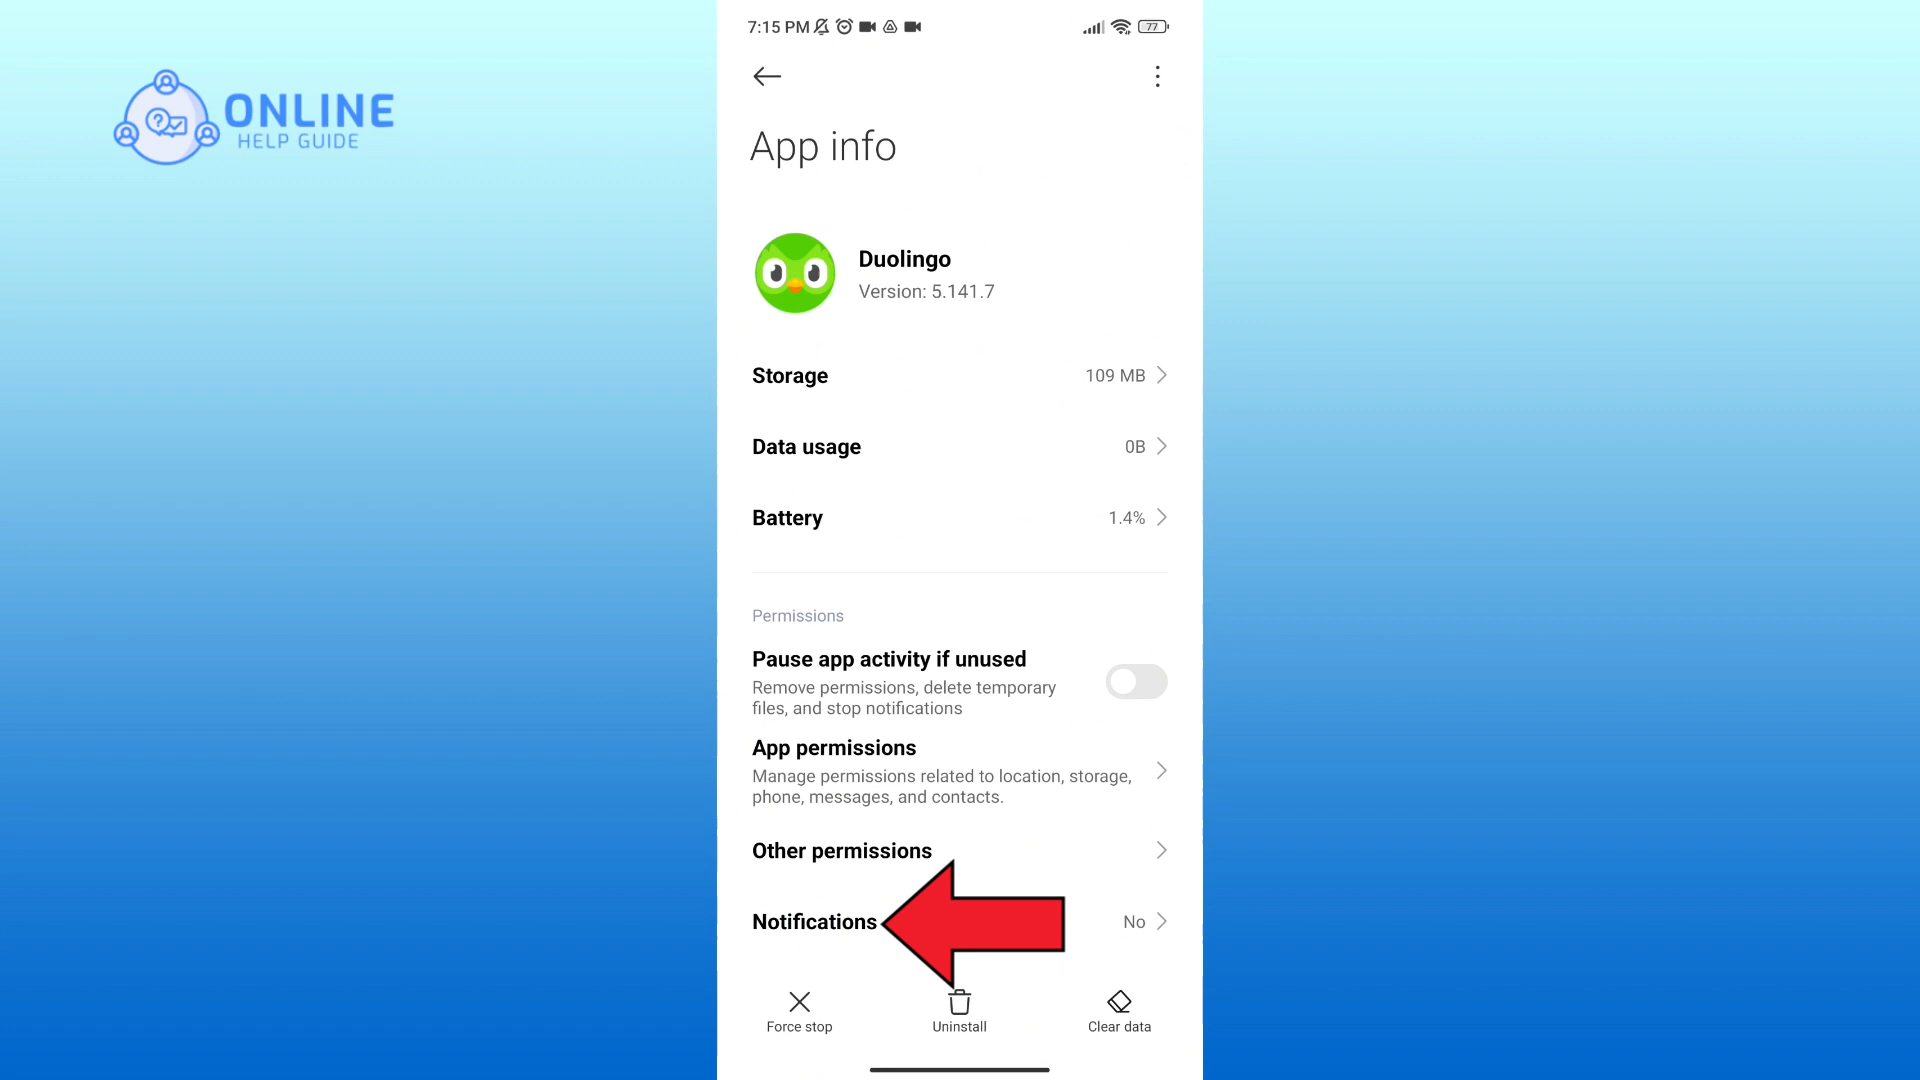 7:15 PM
77
ONLINE
HELP GUIDE
App info
Duolingo
Version: 5.141.7
Storage 109 MB
Data usage 0B
Battery 1.4%
Permissions
Pause app activity if unused
Remove permissions, delete temporary
files, and stop notifications
App permissions
Manage permissions related to location, storage,
phone, messages, and contacts.
Other permissions
Notifications No
Force stop Uninstall Clear data